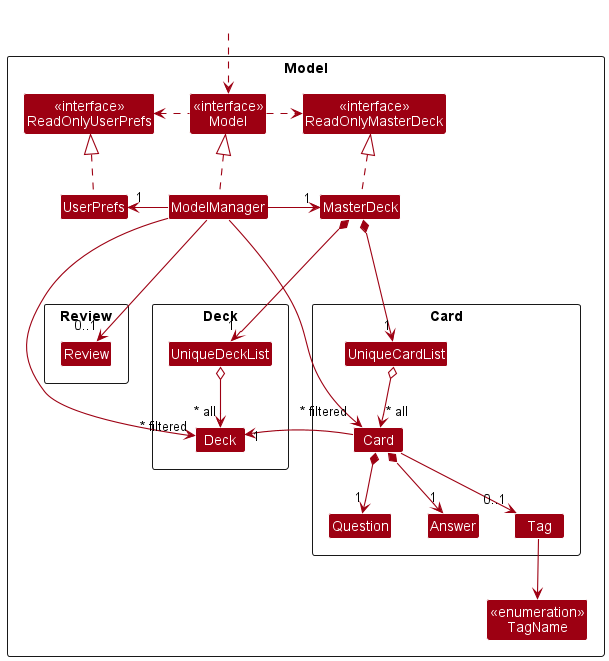 Model
«interface»
ReadOnlyUserPrefs
«interface»
Model
«interface»
ReadOnlyMasterDeck
UserPrefs
1
ModelManager
1
MasterDeck
Review
0..1
Review
Deck
1
UniqueDeckList
* all
* filtered
Deck
1
Card
1
UniqueCardList
* filtered
* all
Card
1
1
0..1
Question
Answer
Tag
«enumeration»
TagName